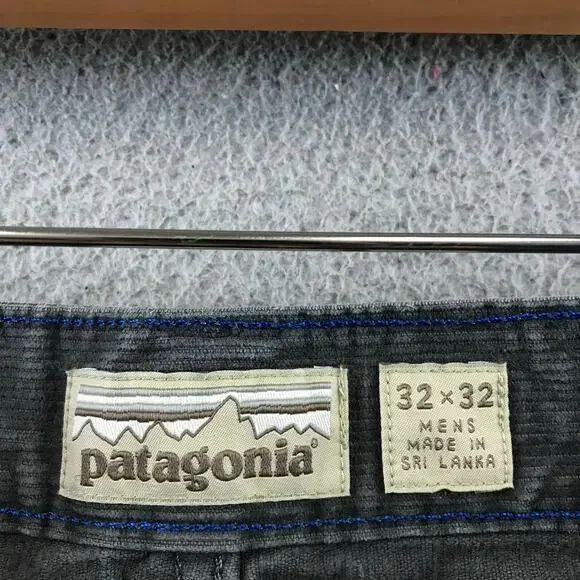 patagonia®
32 × 32
MENS
MADE IN
SRI LANKA